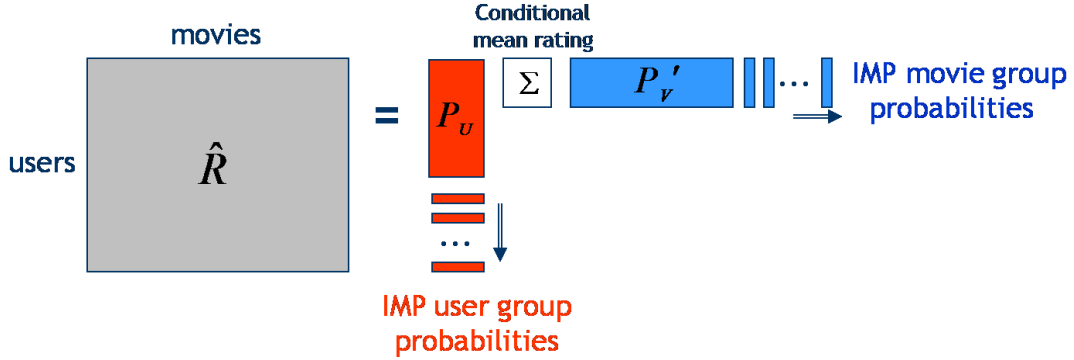 movies
Conditional
mean rating
users
R̂
=
P_U
Σ
P_V'
...
IMP movie group
probabilities
...
IMP user group
probabilities